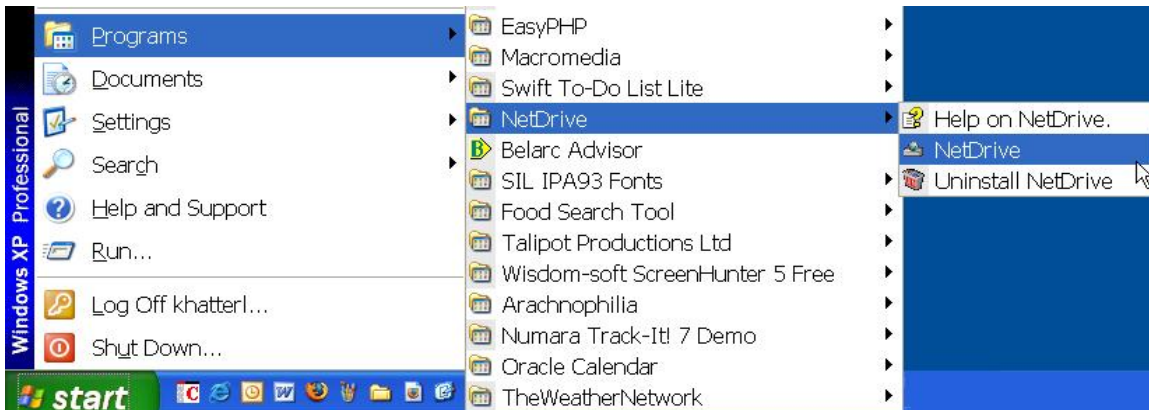 Windows XP Professional
Programs
Documents
Settings
Search
Help and Support
Run...
Log Off khatterl...
Shut Down...
start
EasyPHP
Macromedia
Swift To-Do List Lite
NetDrive
Belarc Advisor
SIL IPA93 Fonts
Food Search Tool
Talipot Productions Ltd
Wisdom-soft ScreenHunter 5 Free
Arachnophilia
Numara Track-It! 7 Demo
Oracle Calendar
TheWeatherNetwork
Help on NetDrive.
NetDrive
Uninstall NetDrive